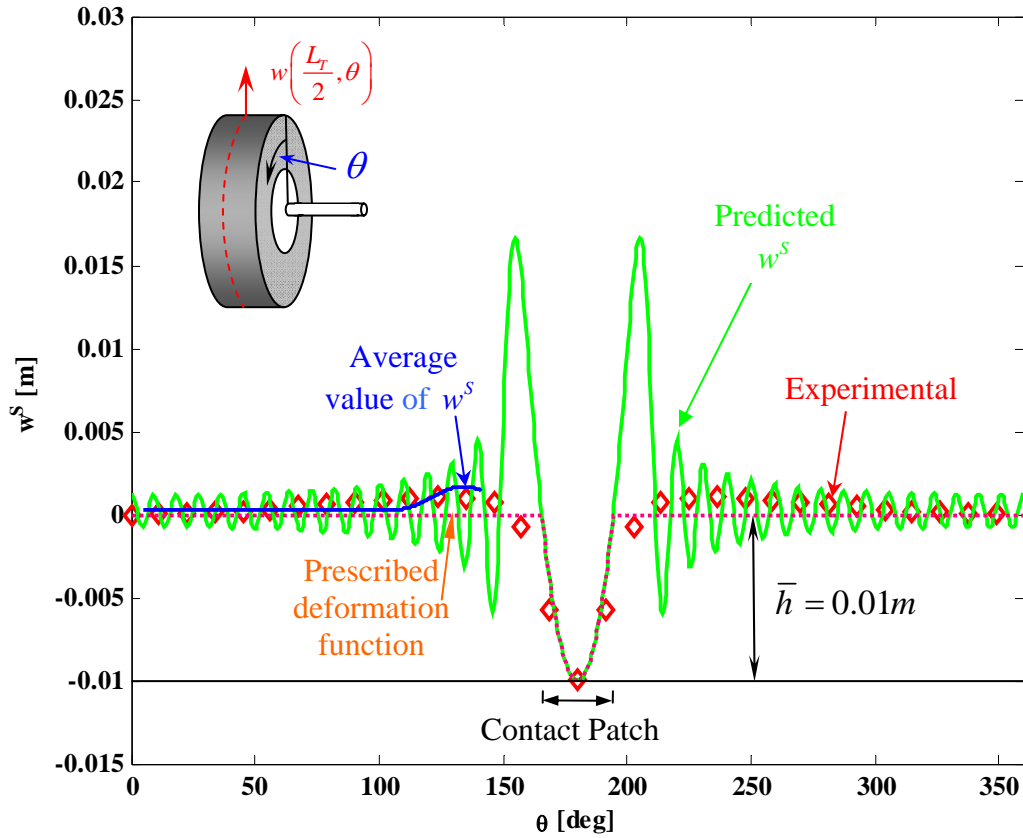 0.03
0.025
0.02
0.015
0.01
0.005
0
-0.005
-0.01
-0.015
w^S [m]
w(L_T/2, θ)
θ
Predicted
w^S
Average
value of w^S
Experimental
Prescribed
deformation
function
h̅ = 0.01m
Contact Patch
0 50 100 150 200 250 300 350
θ [deg]